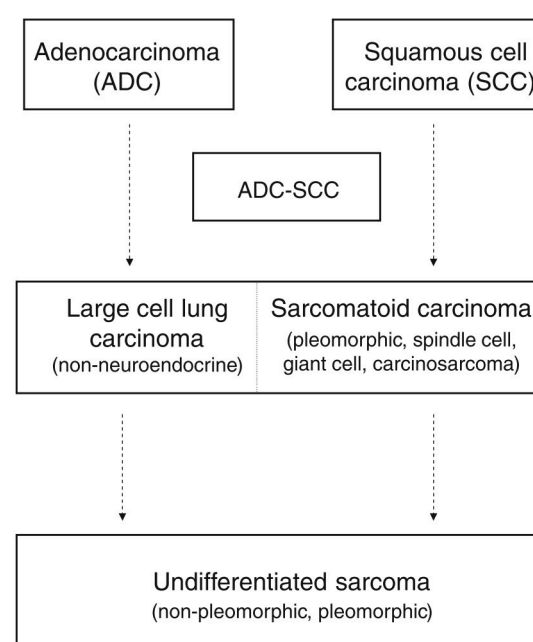 Adenocarcinoma
(ADC)
Squamous cell
carcinoma (SCC)
ADC-SCC
Large cell lung
carcinoma
(non-neuroendocrine)
Sarcomatoid carcinoma
(pleomorphic, spindle cell,
giant cell, carcinosarcoma)
Undifferentiated sarcoma
(non-pleomorphic, pleomorphic)